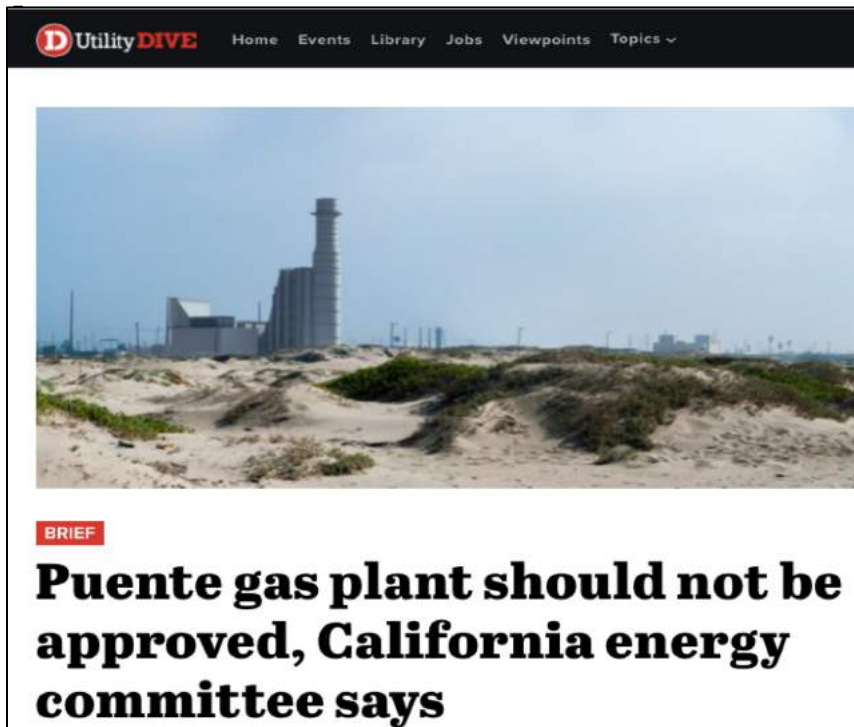 D Utility DIVE Home Events Library Jobs Viewpoints Topics
BRIEF
Puente gas plant should not be
approved, California energy
committee says